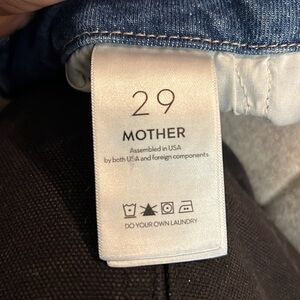 29
MOTHER
Assembled in USA
by both USA and foreign components
DO YOUR OWN LAUNDRY